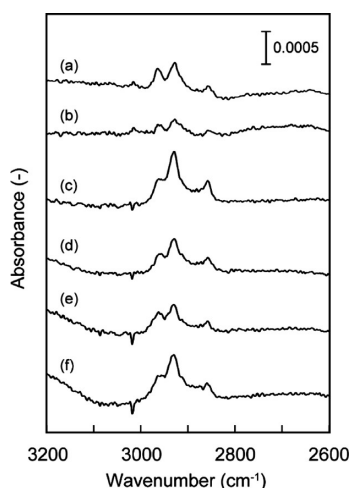 0.0005
(a)
(b)
(c)
(d)
(e)
(f)
Absorbance (-)
3200 3000 2800 2600
Wavenumber (cm⁻¹)